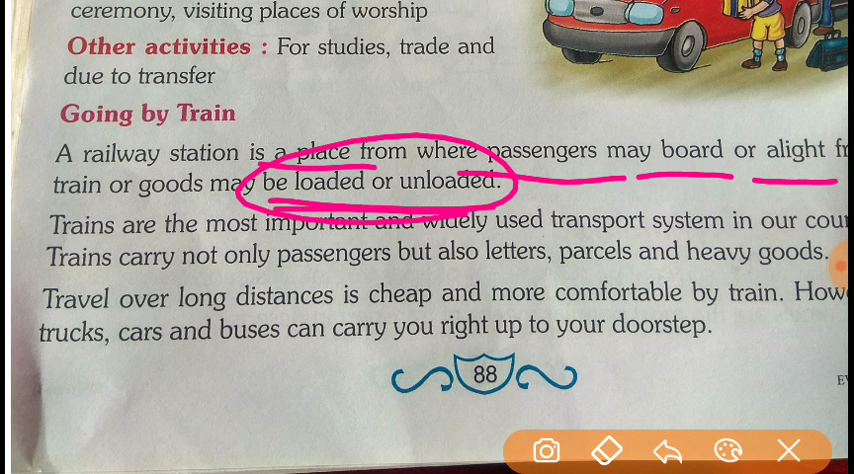 ceremony, visiting places of worship
Other activities : For studies, trade and
due to transfer
Going by Train
A railway station is a place from where passengers may board or alight
train or goods may be loaded or unloaded.
Trains are the most important and widely used transport system in our
Trains carry not only passengers but also letters, parcels and heavy goods.
Travel over long distances is cheap and more comfortable by train.
trucks, cars and buses can carry you right up to your doorstep.
88